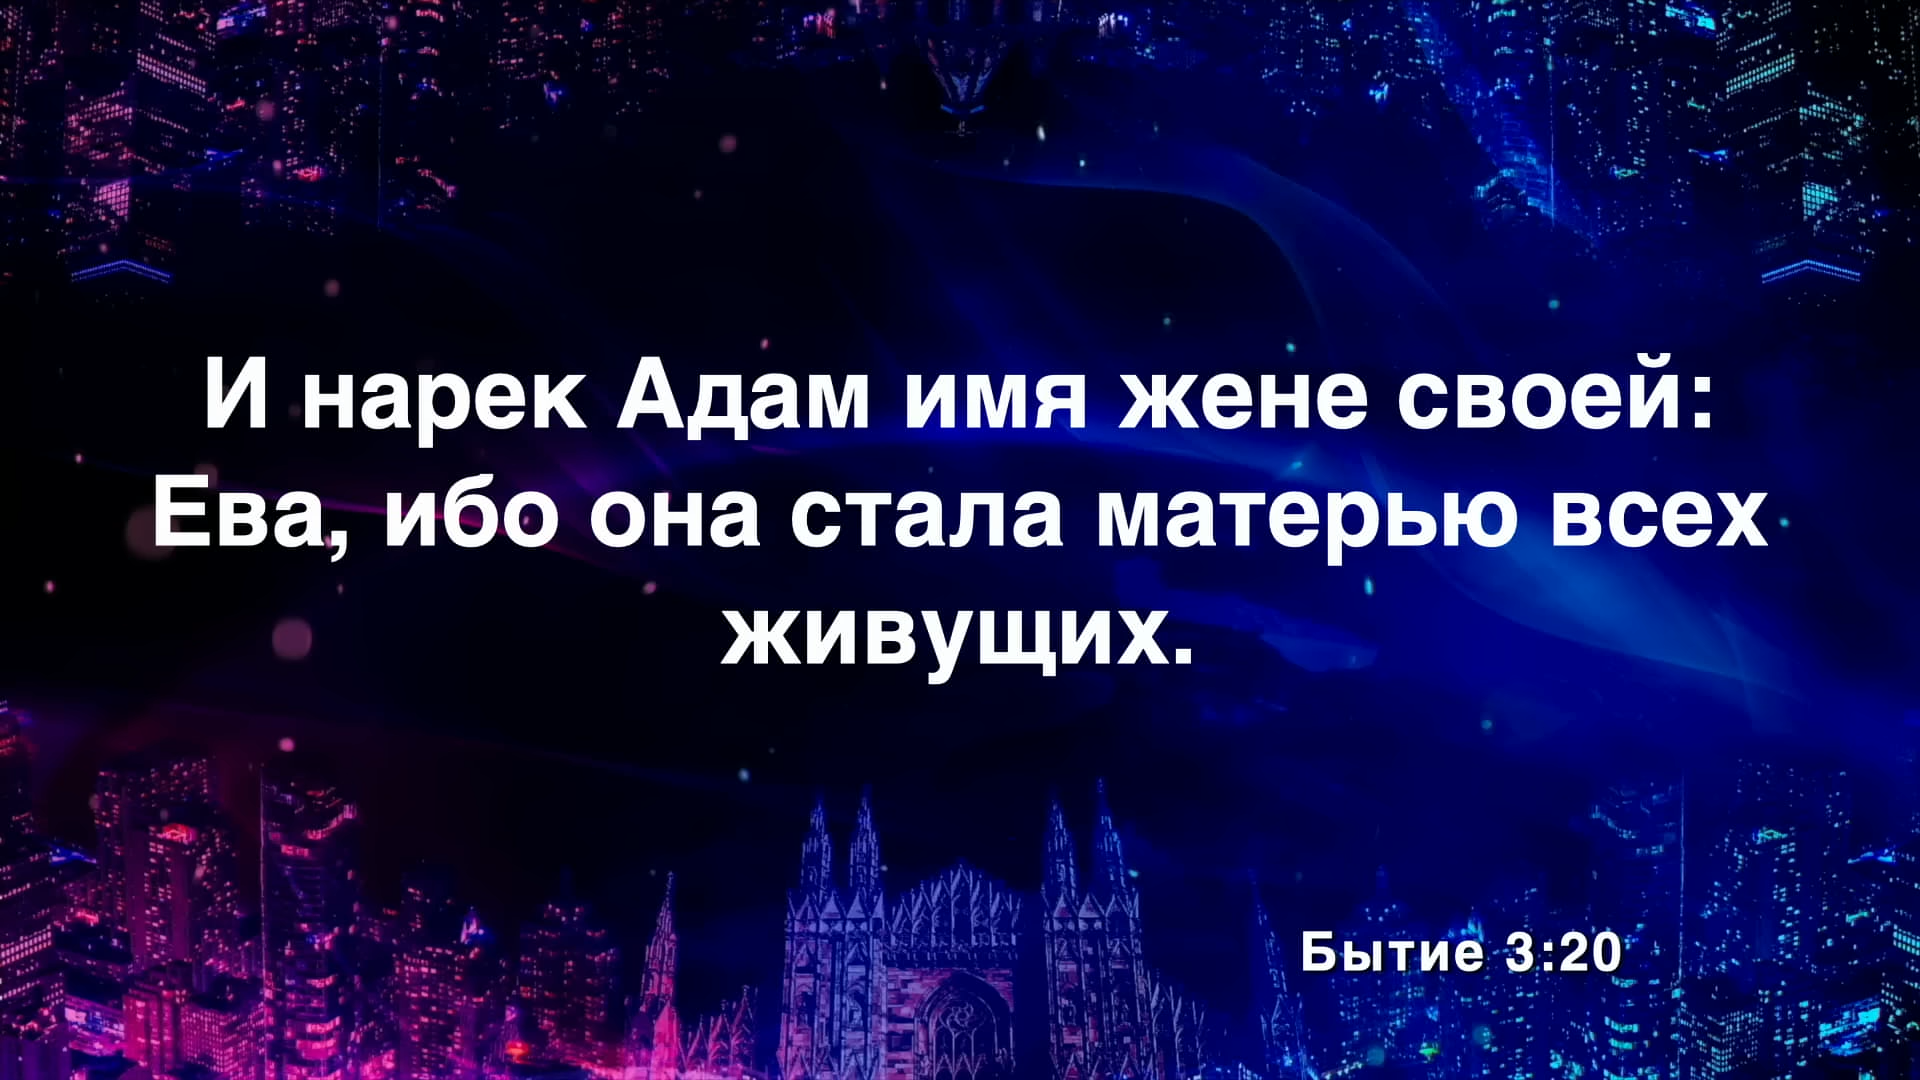 И нарек Адам имя жене своей:
Ева, ибо она стала матерью всех
живущих.
Бытие 3:20